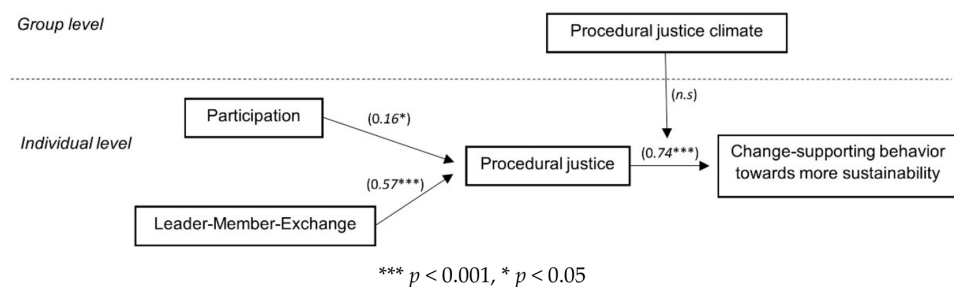 Group level
Procedural justice climate
(n.s)
Individual level
Participation
(0.16*)
Procedural justice
(0.74***)
Change-supporting behavior
towards more sustainability
(0.57***)
Leader-Member-Exchange
*** p < 0.001, * p < 0.05